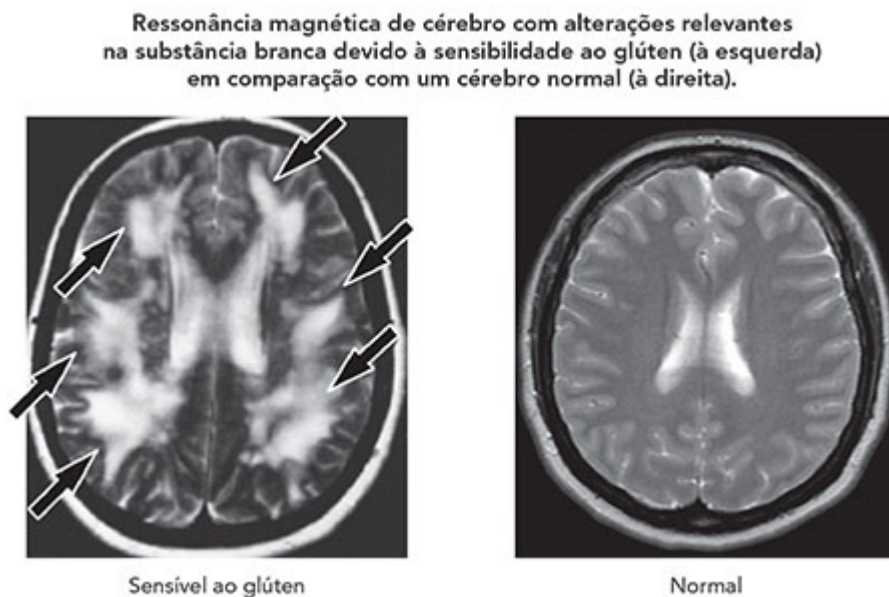 Ressonância magnética de cérebro com alterações relevantes
na substância branca devido à sensibilidade ao glúten (à esquerda)
em comparação com um cérebro normal (à direita).
Sensível ao glúten
Normal